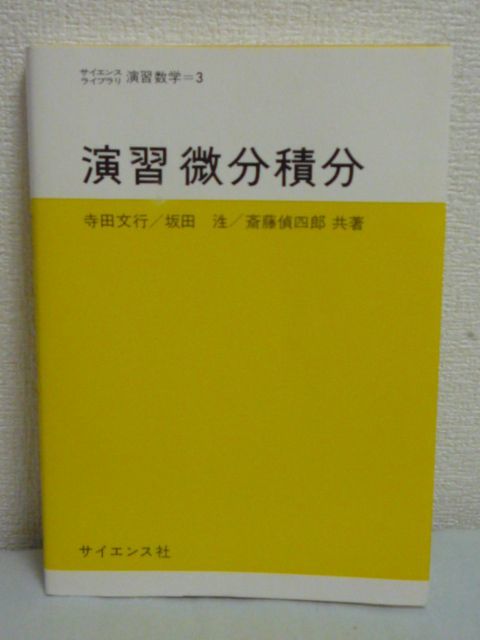 サイエンス
ライブラリ 演習数学=3
演習 微分積分
寺田文行/坂田 泩/斎藤偵四郎 共著
サイエンス社